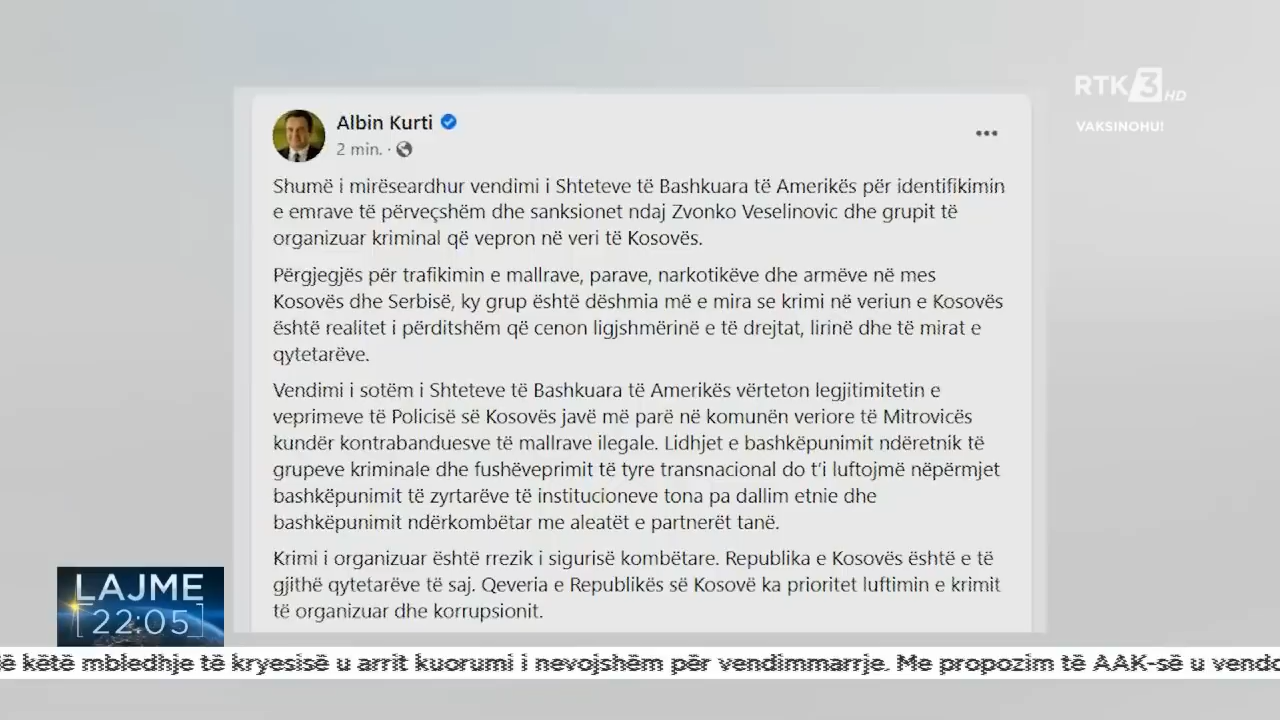 RTK 3 HD
VAKSINOHU!
Albin Kurti
2 min. ·
Shumë i mirëseardhur vendimi i Shteteve të Bashkuara të Amerikës për identifikimin
e emrave të përveçshëm dhe sanksionet ndaj Zvonko Veselinovic dhe grupit të
organizuar kriminal që vepron në veri të Kosovës.
Përgjegjës për trafikimin e mallrave, parave, narkotikëve dhe armëve në mes
Kosovës dhe Serbisë, ky grup është dëshmia më e mira se krimi në veriun e Kosovës
është realitet i përditshëm që cenon ligjshmërinë e të drejtat, lirinë dhe të mirat e
qytetarëve.
Vendimi i sotëm i Shteteve të Bashkuara të Amerikës vërteton legjitimitetin e
veprimeve të Policisë së Kosovës javë më parë në komunën veriore të Mitrovicës
kundër kontrabanduesve të mallrave ilegale. Lidhjet e bashkëpunimit ndëretnik të
grupeve kriminale dhe fushëveprimit të tyre transnacional do t'i luftojmë nëpërmjet
bashkëpunimit të zyrtarëve të institucioneve tona pa dallim etnie dhe
bashkëpunimit ndërkombëtar me aleatët e partnerët tanë.
Krimi i organizuar është rrezik i sigurisë kombëtare. Republika e Kosovës është e të
gjithë qytetarëve të saj. Qeveria e Republikës së Kosovë ka prioritet luftimin e krimit
të organizuar dhe korrupsionit.
LAJME
22:05
ë këtë mbledhje të kryesisë u arrit kuorumi i nevojshëm për vendimmarrje. Me propozim të AAK-së u vendo